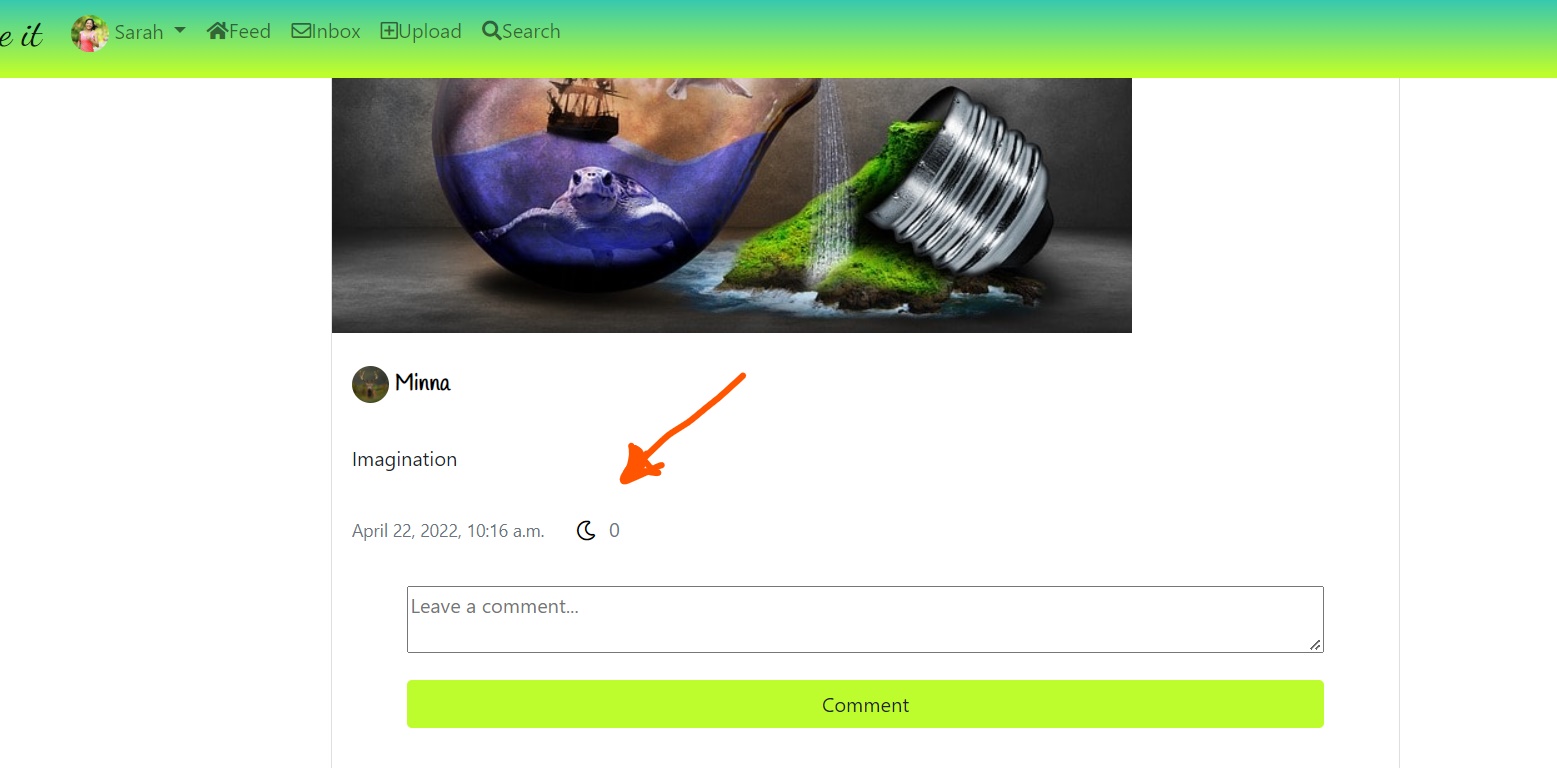 e it Sarah Feed Inbox Upload Search
Minna
Imagination
April 22, 2022, 10:16 a.m. 0
Leave a comment...
Comment